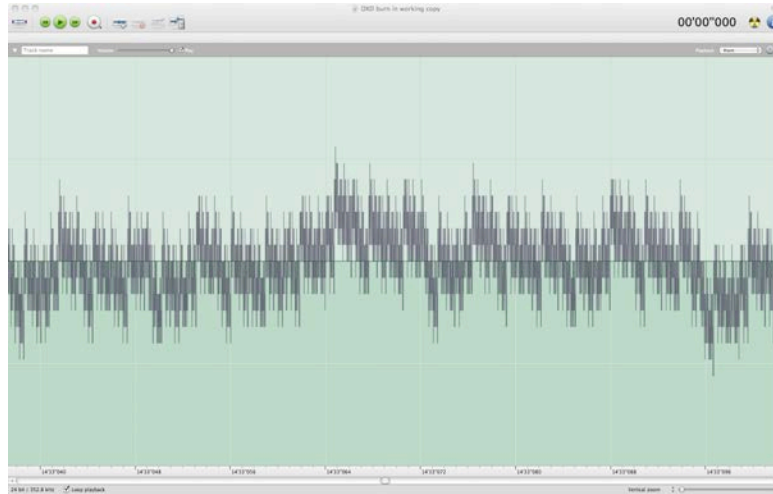 DXD burn in working copy
00'00"000
Track name
Volume
Playback Main
14'33"040 14'33"048 14'33"056 14'33"064 14'33"072 14'33"080 14'33"088 14'33"096
24 bit / 352.8 kHz Loop playback Vertical zoom